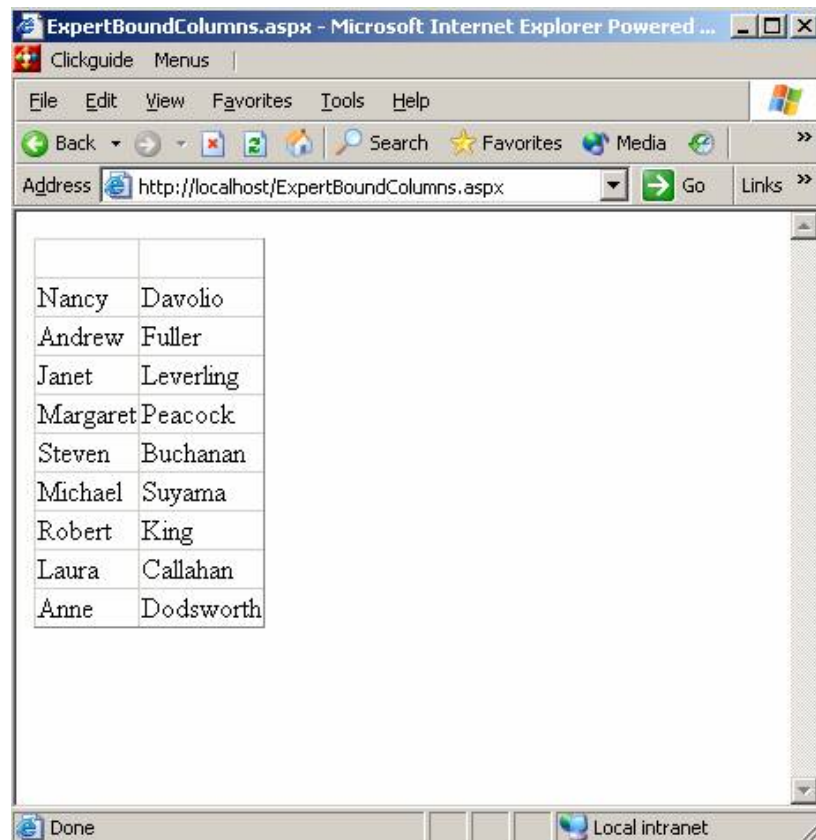 ExpertBoundColumns.aspx - Microsoft Internet Explorer Powered ...
Clickguide Menus
File Edit View Favorites Tools Help
Back Search Favorites Media »
Address http://localhost/ExpertBoundColumns.aspx Go Links »
Nancy Davolio
Andrew Fuller
Janet Leverling
Margaret Peacock
Steven Buchanan
Michael Suyama
Robert King
Laura Callahan
Anne Dodsworth
Done Local intranet